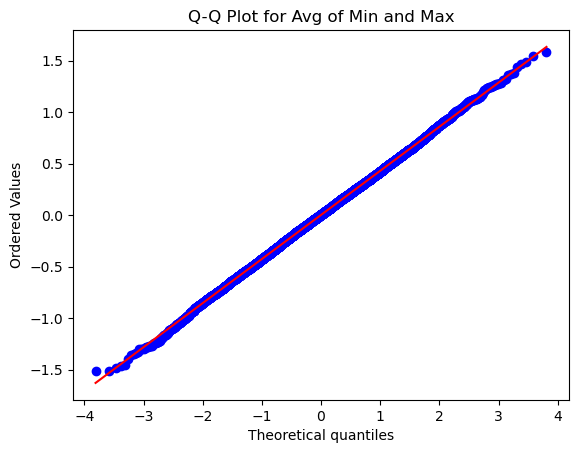 Q-Q Plot for Avg of Min and Max
Ordered Values
1.5
1.0
0.5
0.0
−0.5
−1.0
−1.5
−4 −3 −2 −1 0 1 2 3 4
Theoretical quantiles